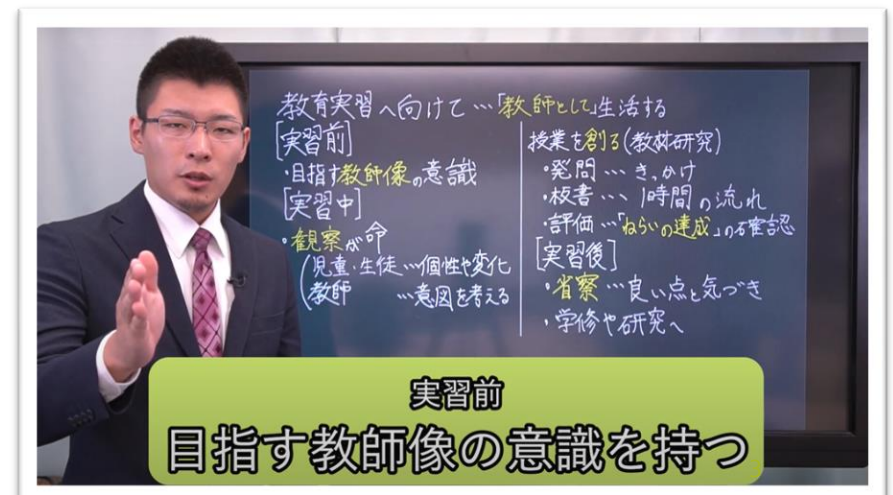 教育実習へ向けて…「教師として」生活する
[実習前]
・目指す教師像の意識
[実習中]
・観察が命
(児童・生徒…個性や変化
教師 …意図を考える
授業を創る(教材研究)
・発問…きっかけ
・板書…1時間の流れ
・評価…「ねらいの達成」の確認
[実習後]
・省察…良い点と気づき
・学修や研究へ
実習前
目指す教師像の意識を持つ